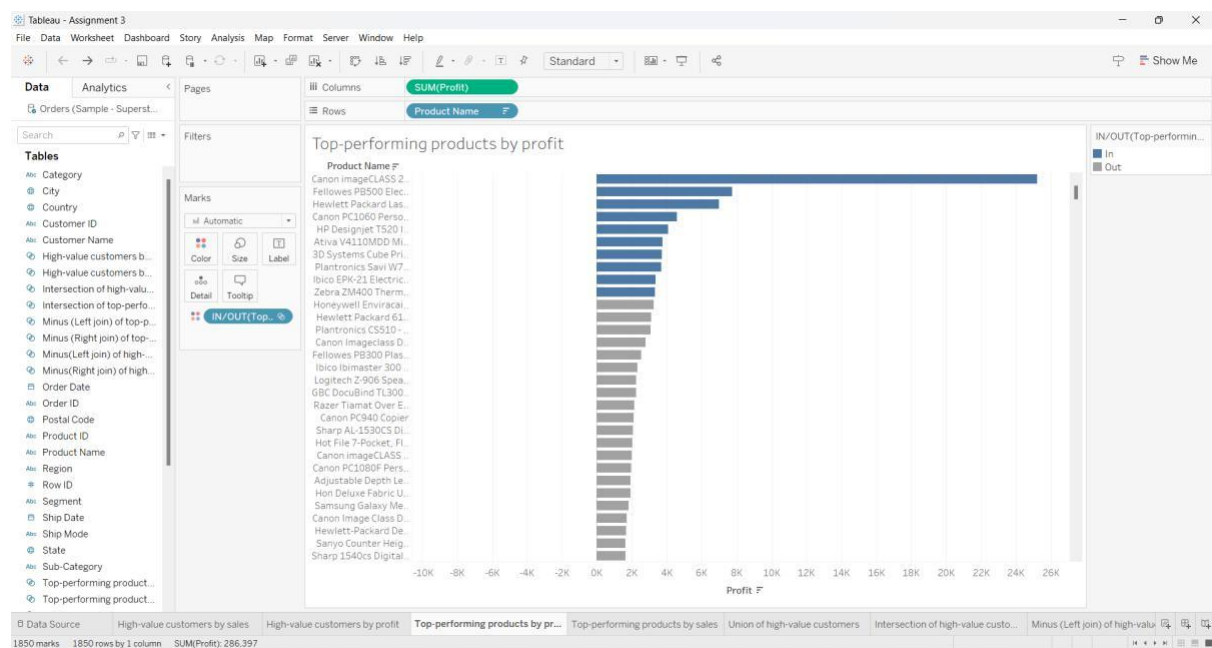 Tableau - Assignment 3
File Data Worksheet Dashboard Story Analysis Map Format Server Window Help
Standard
Show Me
Data Analytics
Orders (Sample - Superst...
Search
Tables
Abc Category
City
Country
Abc Customer ID
Abc Customer Name
High-value customers b...
High-value customers b...
Intersection of high-valu...
Intersection of top-perfo...
Minus (Left join) of top-p...
Minus (Right join) of top-...
Minus(Left join) of high-...
Minus(Right join) of high...
Order Date
Abc Order ID
Postal Code
Abc Product ID
Abc Product Name
Abc Region
# Row ID
Abc Segment
Ship Date
Abc Ship Mode
State
Abc Sub-Category
Top-performing product...
Top-performing product...
Pages
Filters
Marks
Automatic
Color Size Label
Detail Tooltip
IN/OUT(Top..
Columns SUM(Profit)
Rows Product Name
Top-performing products by profit
Product Name
Canon imageCLASS 2..
Fellowes PB500 Elec..
Hewlett Packard Las..
Canon PC1060 Perso..
HP Designjet T520 I..
Ativa V4110MDD Mi..
3D Systems Cube Pri..
Plantronics Savi W7..
Ibico EPK-21 Electric..
Zebra ZM400 Therm..
Honeywell Enviracai..
Hewlett Packard 61..
Plantronics CS510 - ..
Canon Imageclass D..
Fellowes PB300 Plas..
Ibico Ibimaster 300 ..
Logitech Z-906 Spea..
GBC DocuBind TL300..
Razer Tiamat Over E..
Canon PC940 Copier
Sharp AL-1530CS Di..
Hot File 7-Pocket, Fl..
Canon imageCLASS ..
Canon PC1080F Pers..
Adjustable Depth Le..
Hon Deluxe Fabric U..
Samsung Galaxy Me..
Canon Image Class D..
Hewlett-Packard De..
Sanyo Counter Heig..
Sharp 1540cs Digital..
-10K -8K -6K -4K -2K 0K 2K 4K 6K 8K 10K 12K 14K 16K 18K 20K 22K 24K 26K
Profit
IN/OUT(Top-performin...
In
Out
Data Source High-value customers by sales High-value customers by profit Top-performing products by pr... Top-performing products by sales Union of high-value customers Intersection of high-value custo... Minus (Left join) of high-valu
1850 marks 1850 rows by 1 column SUM(Profit): 286,397